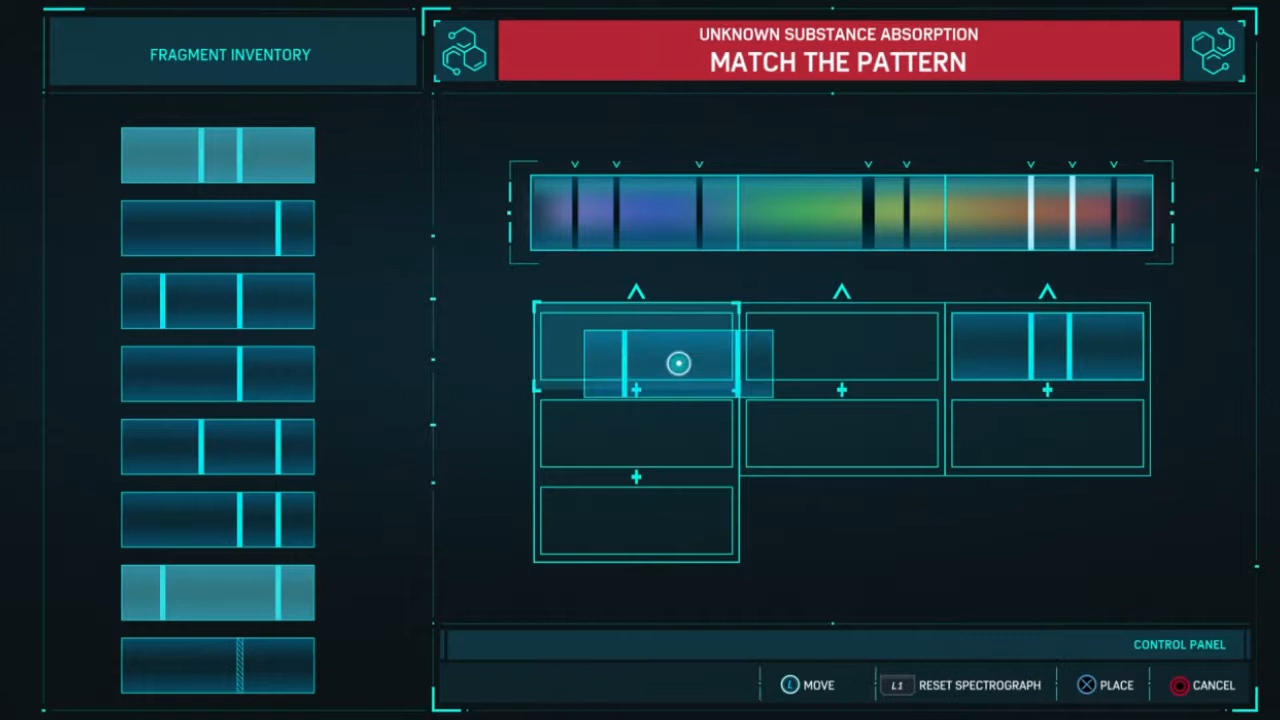 FRAGMENT INVENTORY
UNKNOWN SUBSTANCE ABSORPTION
MATCH THE PATTERN
CONTROL PANEL
L MOVE
L1 RESET SPECTROGRAPH
PLACE
CANCEL